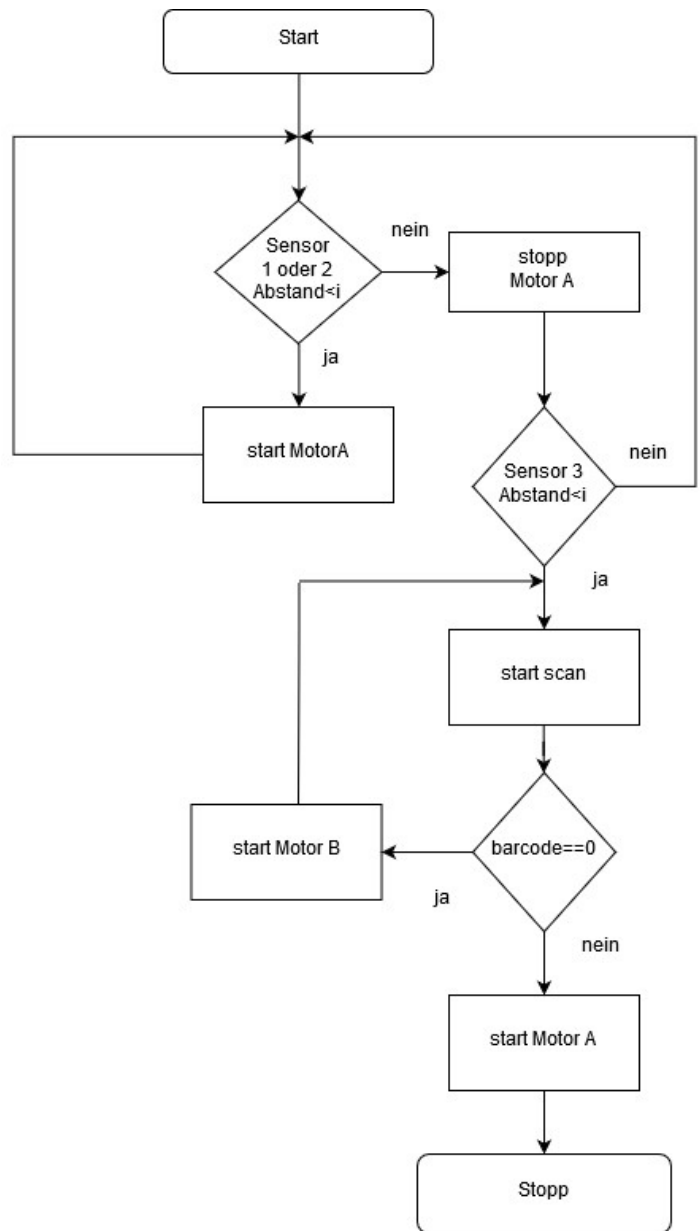 Start
Sensor
1 oder 2
Abstand<i
nein
stopp
Motor A
ja
start MotorA
Sensor 3
Abstand<i
nein
ja
start scan
start Motor B
barcode==0
ja
nein
start Motor A
Stopp